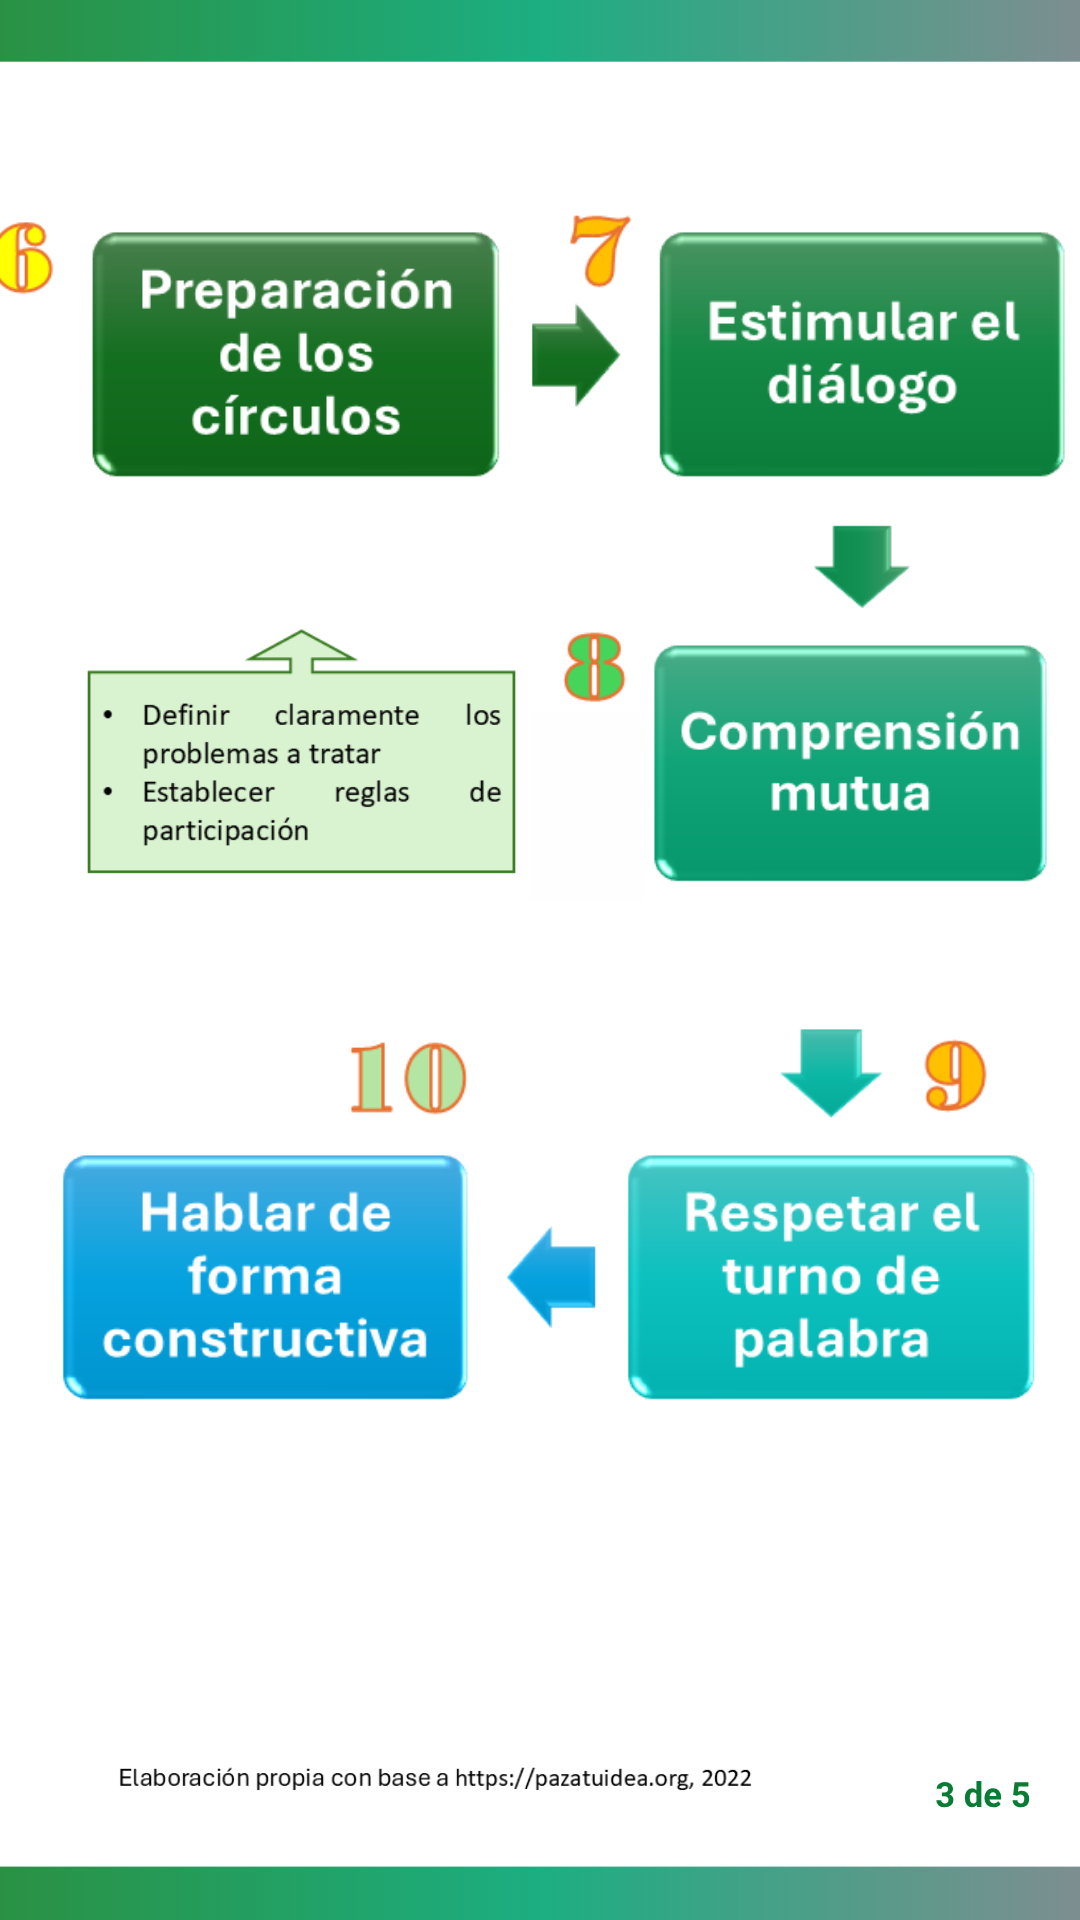 6
Preparación
de los
círculos
7
Estimular el
diálogo
• Definir claramente los
problemas a tratar
• Establecer reglas de
participación
8
Comprensión
mutua
9
Respetar el
turno de
palabra
10
Hablar de
forma
constructiva
Elaboración propia con base a https://pazatuidea.org, 2022
3 de 5